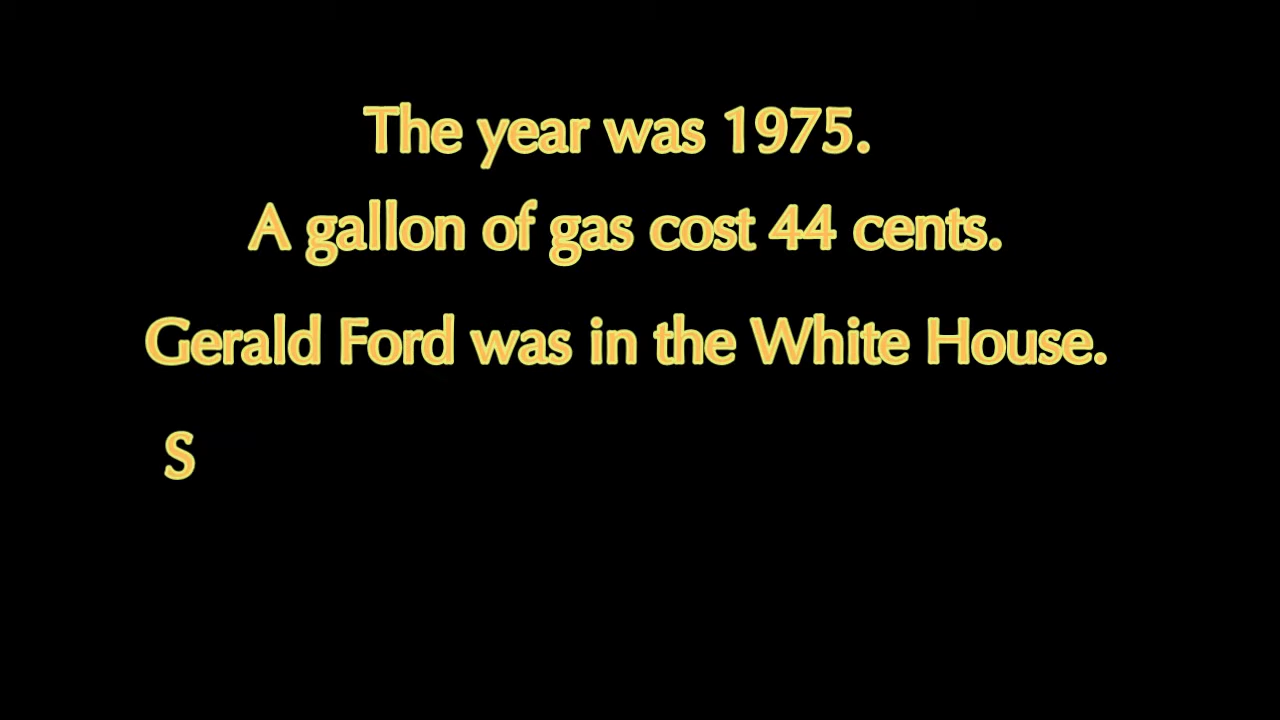 The year was 1975.
A gallon of gas cost 44 cents.
Gerald Ford was in the White House.
S